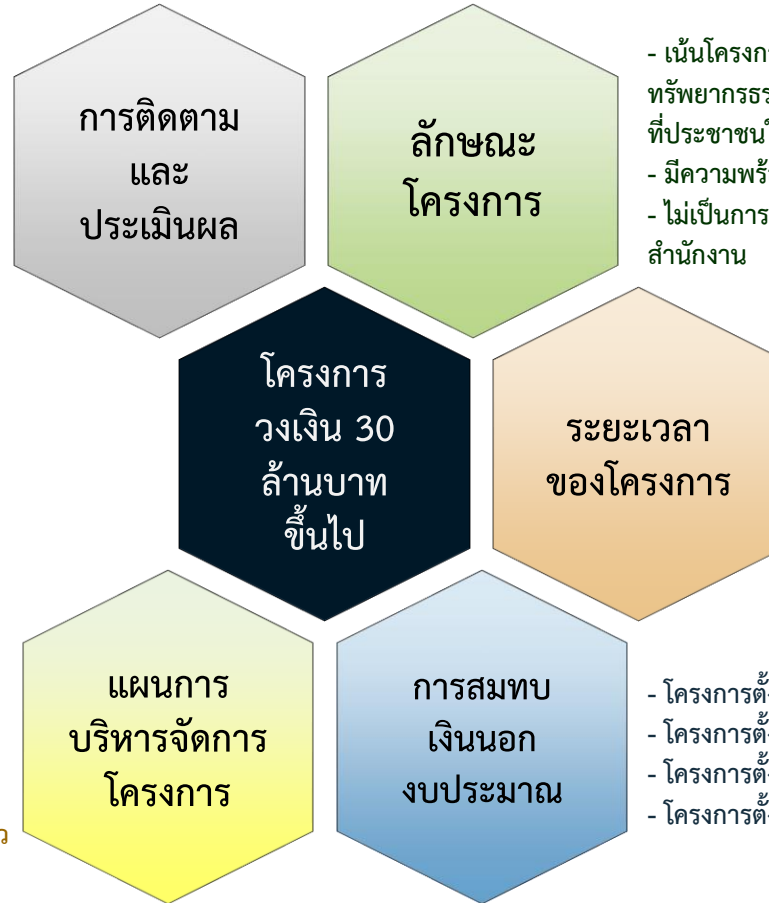 การติดตาม
และ
ประเมินผล
ลักษณะ
โครงการ
- เน้นโครงก
ทรัพยากรธร
ที่ประชาชน
- มีความพร้
- ไม่เป็นการ
สำนักงาน
โครงการ
วงเงิน 30
ล้านบาท
ขึ้นไป
ระยะเวลา
ของโครงการ
แผนการ
บริหารจัดการ
โครงการ
ว
การสมทบ
เงินนอก
งบประมาณ
- โครงการตั้
- โครงการตั้
- โครงการตั้
- โครงการตั้